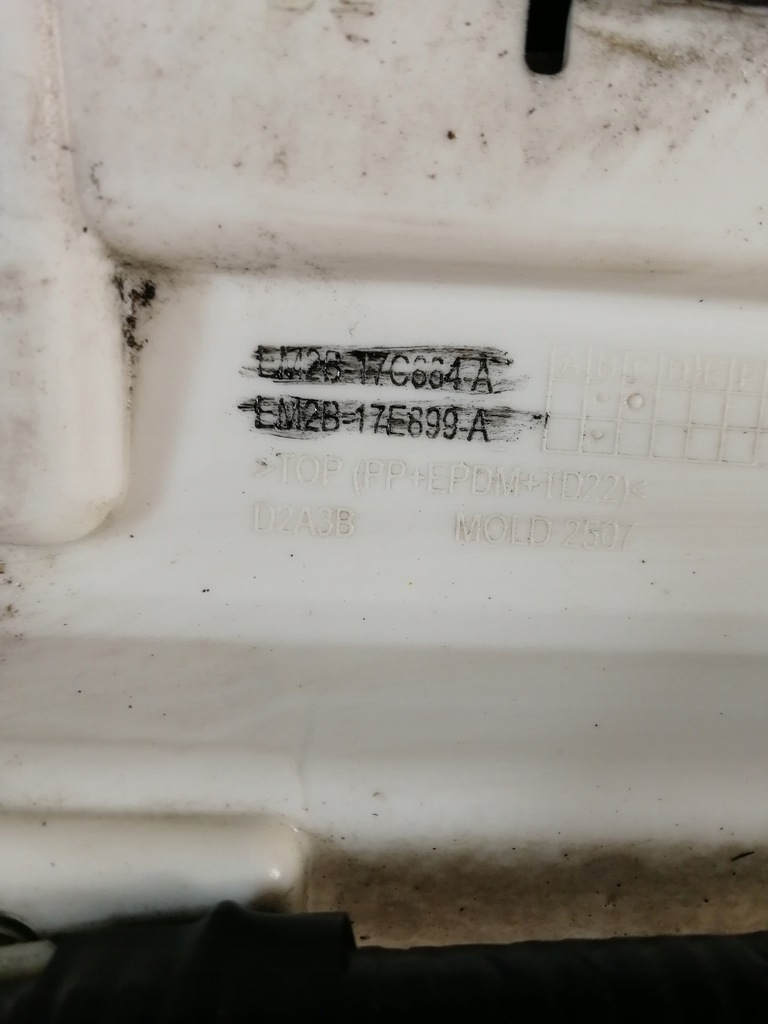 EM2B-17C664-A
EM2B-17E899-A
>TOP (PP+EPDM+TD22)<
D2A3B MOLD 2507
A B C D E F